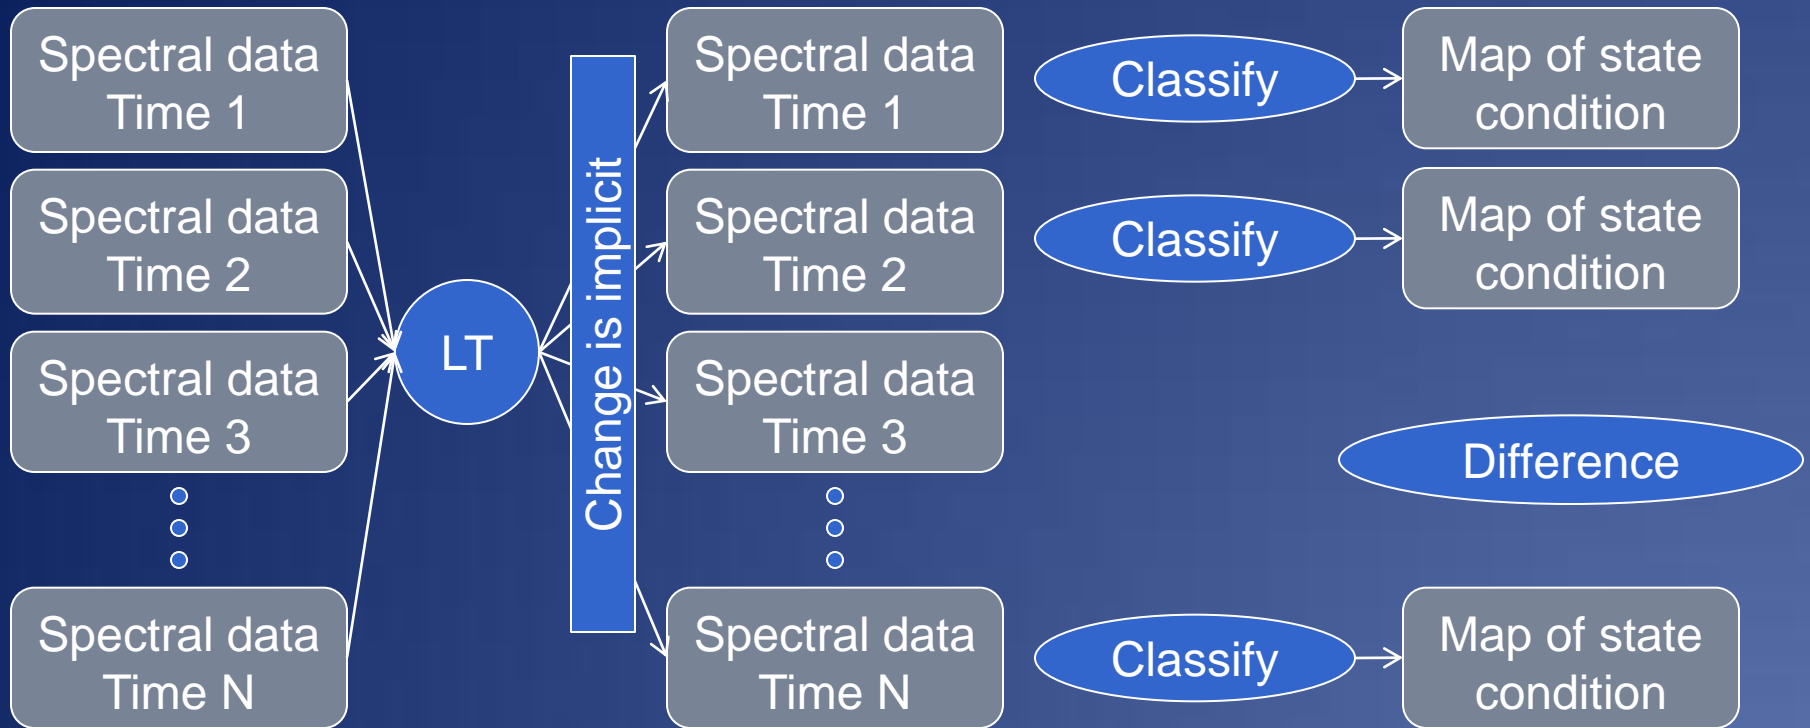 Spectral data
Time 1
Spectral data
Time 2
Spectral data
Time 3
Spectral data
Time N
LT
Change is implicit
Spectral data
Time 1
Spectral data
Time 2
Spectral data
Time 3
Spectral data
Time N
Classify
Classify
Classify
Map of state
condition
Map of state
condition
Difference
Map of state
condition